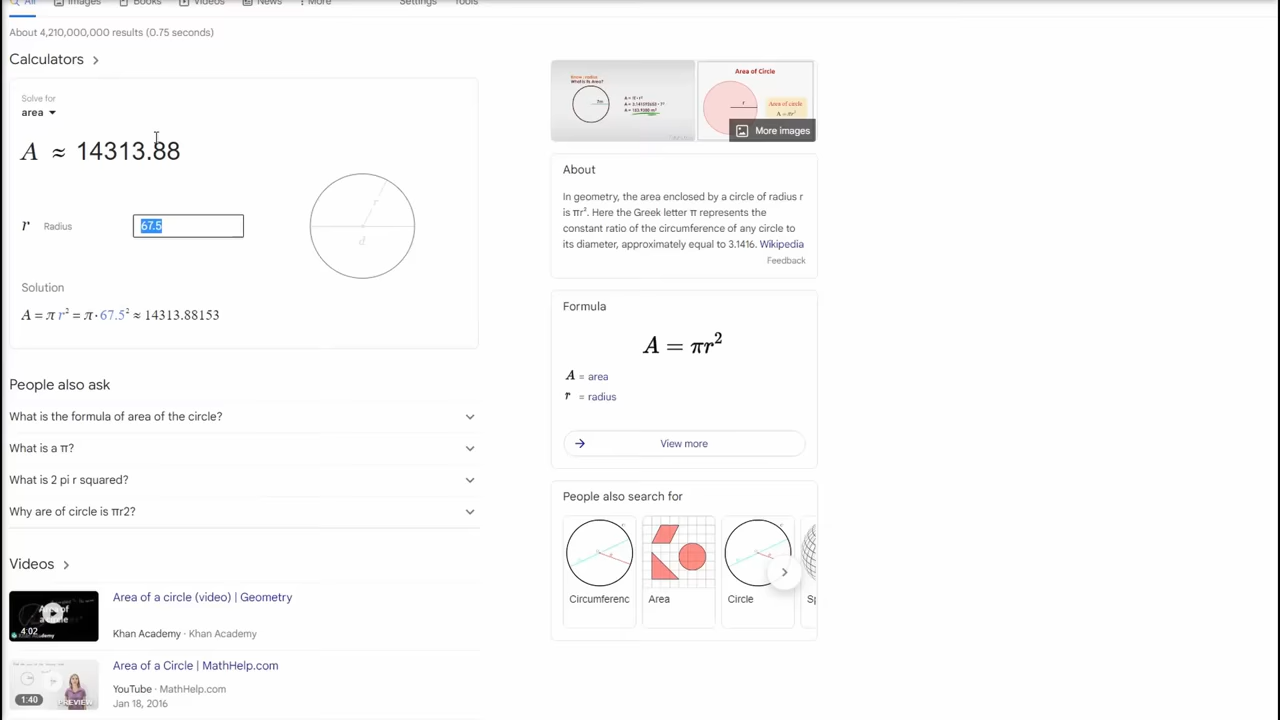 All Images Books Videos News More Settings Tools
About 4,210,000,000 results (0.75 seconds)
Calculators
Solve for
area
A ≈ 14313.88
r Radius 67.5
r
d
Solution
A = π r² = π · 67.5² ≈ 14313.88153
People also ask
What is the formula of area of the circle?
What is a π?
What is 2 pi r squared?
Why are of circle is πr2?
Videos
Area of a circle (video) | Geometry
4:02
Khan Academy · Khan Academy
Area of a Circle | MathHelp.com
1:40
PREVIEW
YouTube · MathHelp.com
Jan 18, 2016
Area of Circle
r
Area of circle
A = πr²
More images
About
In geometry, the area enclosed by a circle of radius r
is πr². Here the Greek letter π represents the
constant ratio of the circumference of any circle to
its diameter, approximately equal to 3.1416. Wikipedia
Feedback
Formula
A = πr²
A = area
r = radius
View more
People also search for
Circumferenc
Area
Circle
Sp